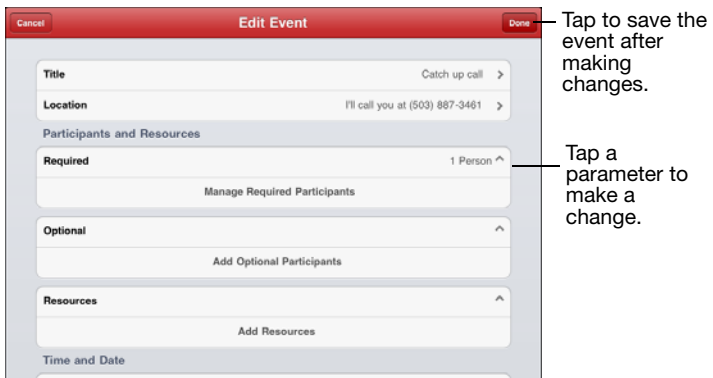 Cancel
Edit Event
Done
Tap to save the
event after
making
changes.
Title
Catch up call
Location
I'll call you at (503) 887-3461
Participants and Resources
Required
1 Person
Tap a
parameter to
make a
change.
Manage Required Participants
Optional
Add Optional Participants
Resources
Add Resources
Time and Date